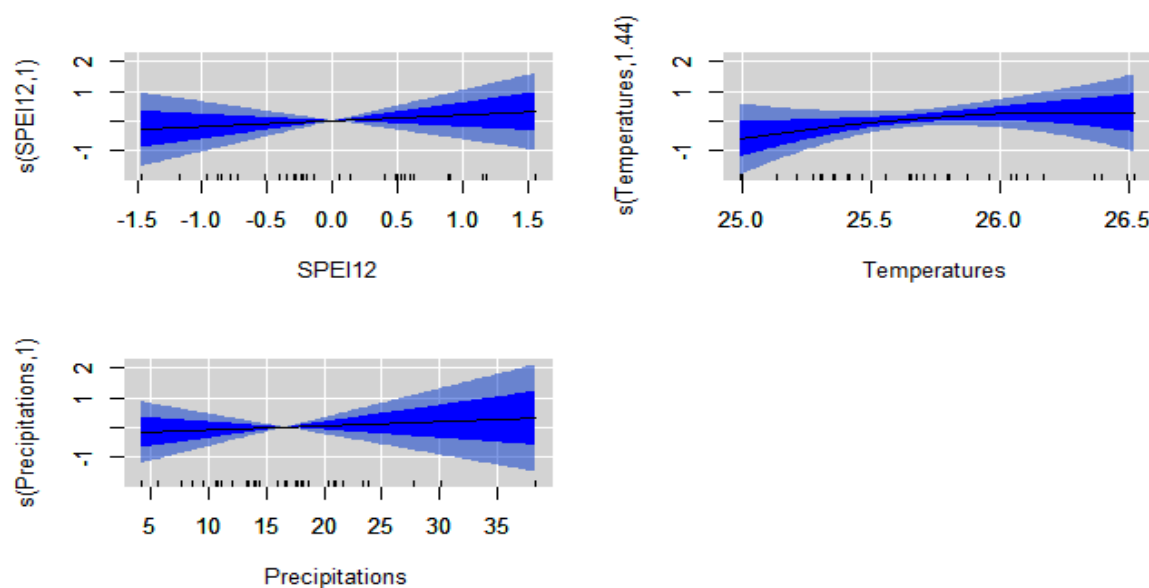 s(SPEI12,1)
2
1
-1
-1.5 -1.0 -0.5 0.0 0.5 1.0 1.5
SPEI12
s(Temperatures,1.44)
2
1
-1
25.0 25.5 26.0 26.5
Temperatures
s(Precipitations,1)
2
1
-1
5 10 15 20 25 30 35
Precipitations